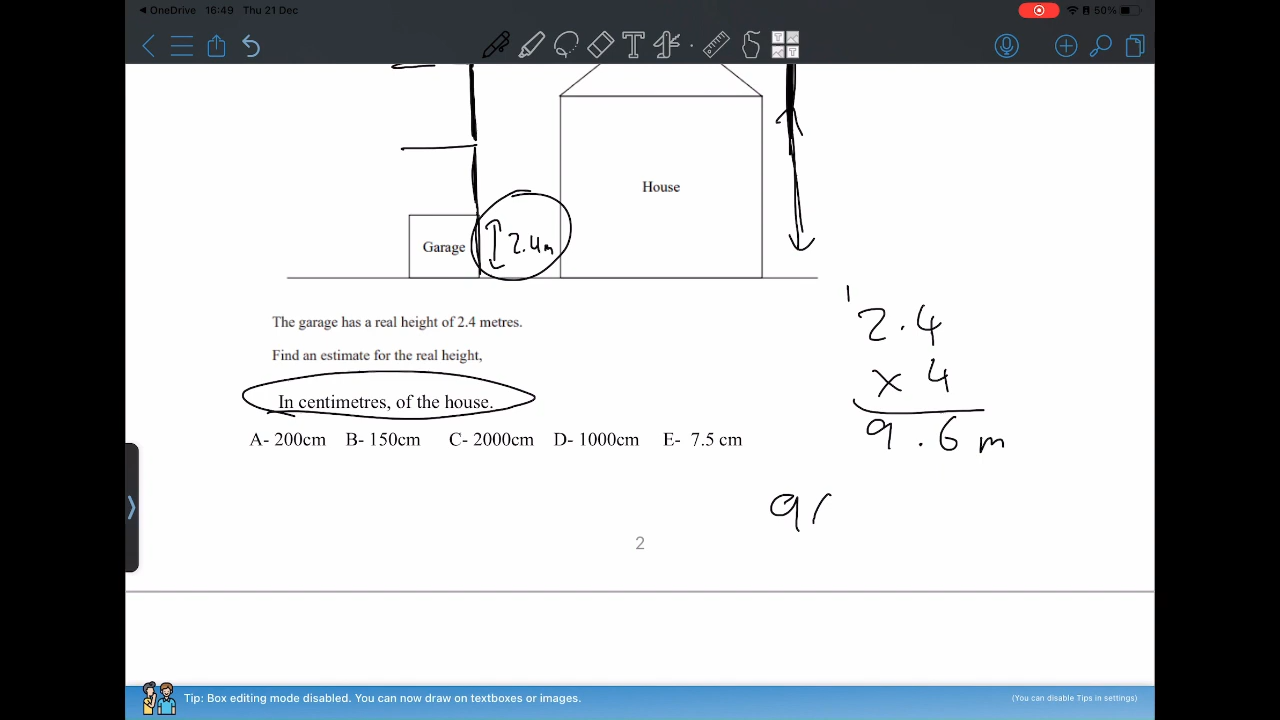 OneDrive 16:49 Thu 21 Dec 50%
House
Garage 2.4m
The garage has a real height of 2.4 metres.
Find an estimate for the real height,
In centimetres, of the house.
A- 200cm B- 150cm C- 2000cm D- 1000cm E- 7.5 cm
1
2.4
x 4
9.6 m
9
2
Tip: Box editing mode disabled. You can now draw on textboxes or images. (You can disable Tips in settings)